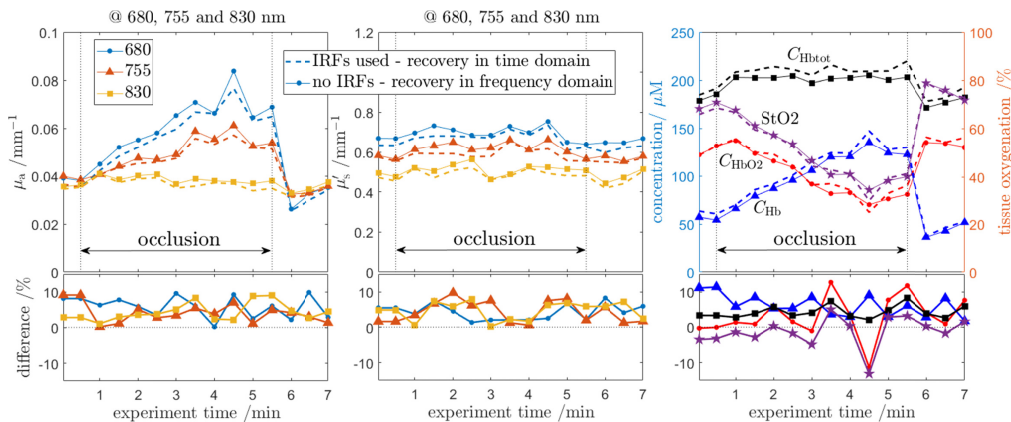 @ 680, 755 and 830 nm
@ 680, 755 and 830 nm
0.1
0.08
0.06
0.04
0.02
0
μa /mm−1
680
755
830
occlusion
1.2
1
0.8
0.6
0.4
0.2
0
μ′s /mm−1
IRFs used - recovery in time domain
no IRFs - recovery in frequency domain
occlusion
250
200
150
100
50
0
concentration/ μM
CHbtot
StO2
CHbO2
CHb
occlusion
100
80
60
40
20
0
tissue oxygenation /%
10
0
-10
difference /%
1 2 3 4 5 6 7
experiment time /min
10
0
-10
1 2 3 4 5 6 7
experiment time /min
10
0
-10
1 2 3 4 5 6 7
experiment time /min